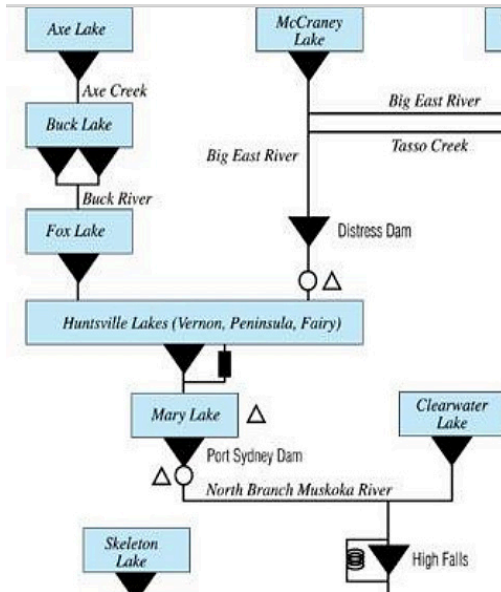 Axe Lake
McCraney
Lake
Axe Creek
Big East River
Buck Lake
Tasso Creek
Big East River
Buck River
Fox Lake
Distress Dam
Huntsville Lakes (Vernon, Peninsula, Fairy)
Mary Lake
Clearwater
Lake
Port Sydney Dam
North Branch Muskoka River
Skeleton
Lake
High Falls